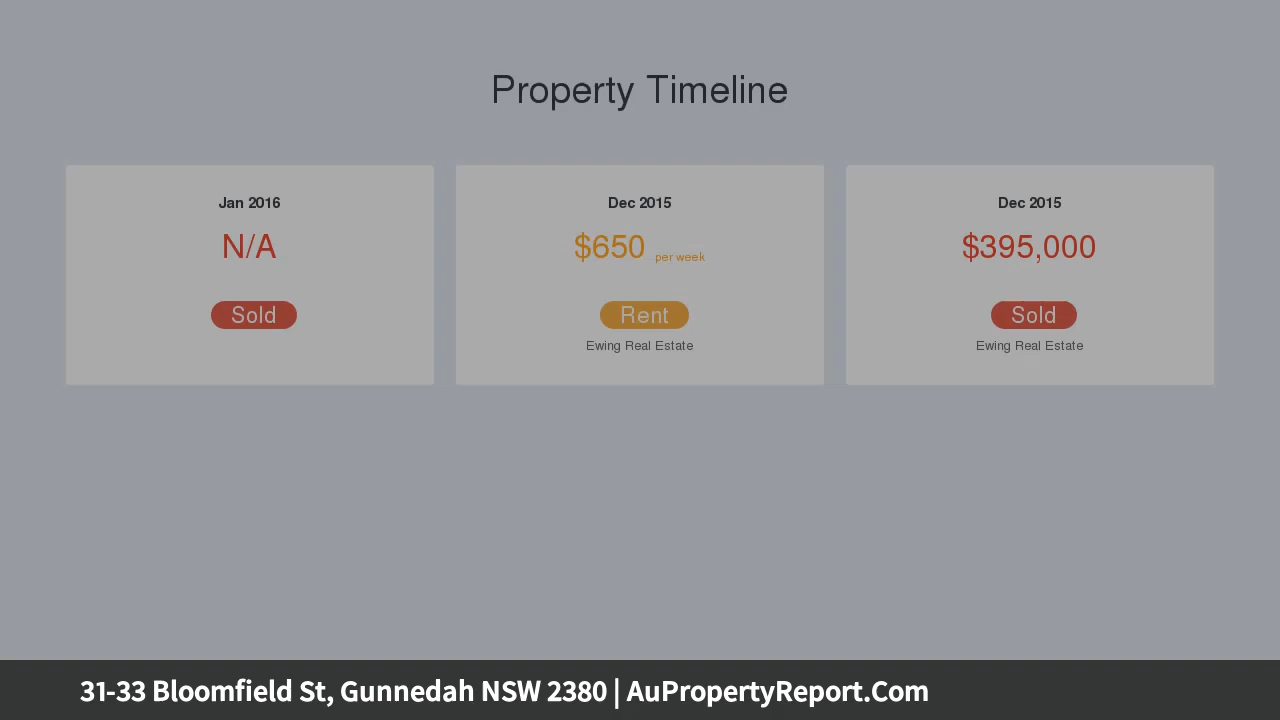 Property Timeline
Jan 2016
N/A
Sold
Dec 2015
$650 per week
Rent
Ewing Real Estate
Dec 2015
$395,000
Sold
Ewing Real Estate
31-33 Bloomfield St, Gunnedah NSW 2380 | AuPropertyReport.Com